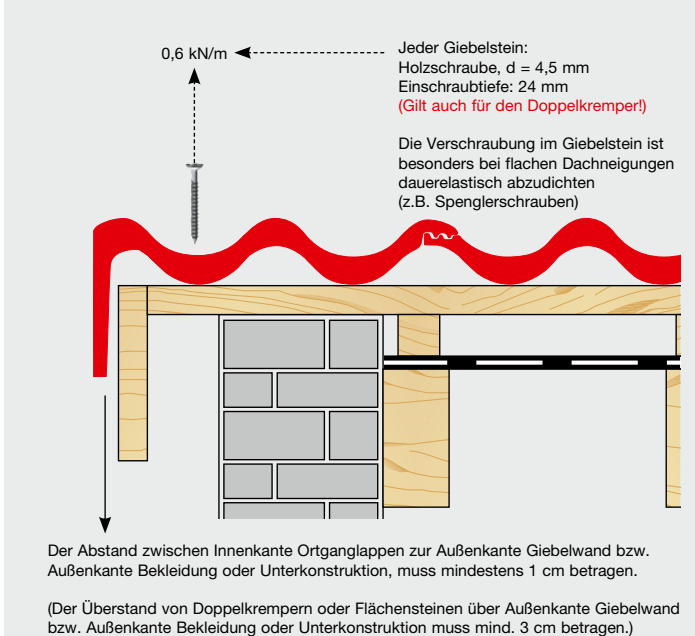 0,6 kN/m
Jeder Giebelstein:
Holzschraube, d = 4,5 mm
Einschraubtiefe: 24 mm
(Gilt auch für den Doppelkremper!)
Die Verschraubung im Giebelstein ist
besonders bei flachen Dachneigungen
dauerelastisch abzudichten
(z.B. Spenglerschrauben)
Der Abstand zwischen Innenkante Ortganglappen zur Außenkante Giebelwand bzw.
Außenkante Bekleidung oder Unterkonstruktion, muss mindestens 1 cm betragen.
(Der Überstand von Doppelkrempern oder Flächensteinen über Außenkante Giebelwand
bzw. Außenkante Bekleidung oder Unterkonstruktion muss mind. 3 cm betragen.)